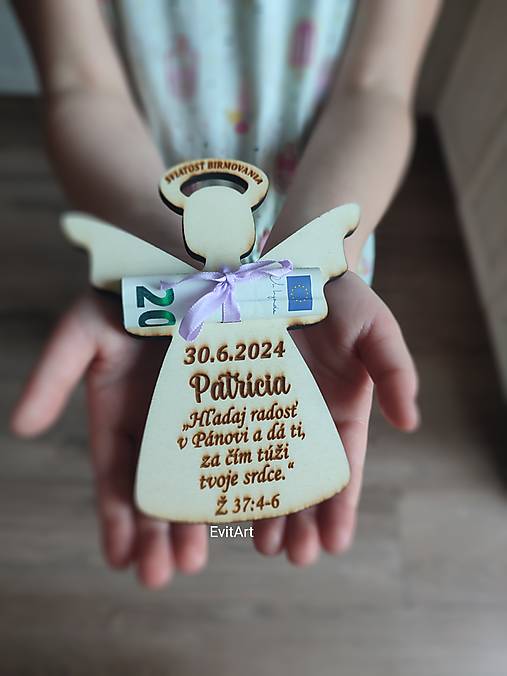 SVIATOSŤ BIRMOVANIA
20
30.6.2024
Patrícia
„Hľadaj radosť
v Pánovi a dá ti,
za čím túži
tvoje srdce.“
Ž 37:4-6
EvitArt